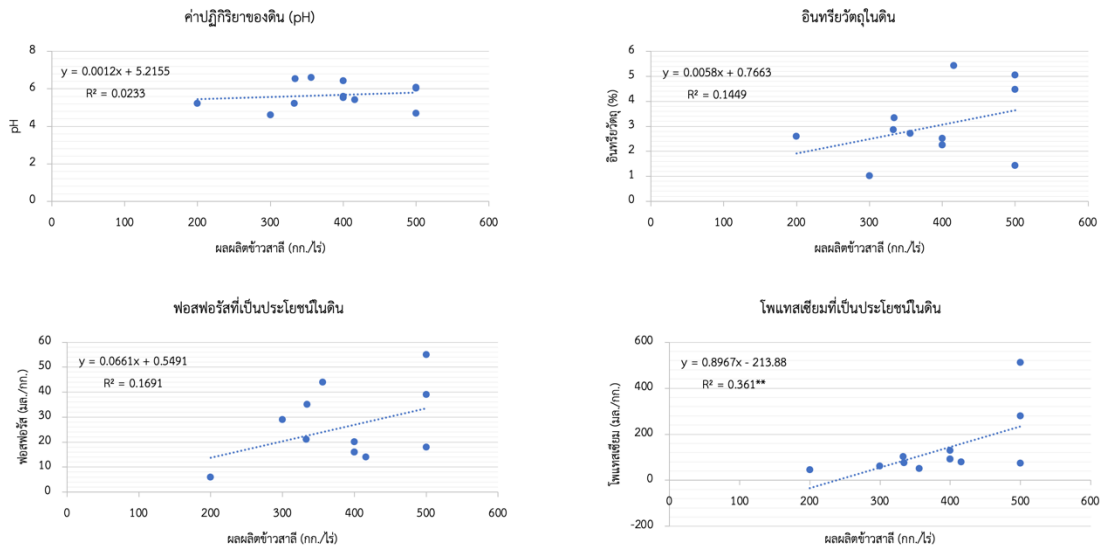 ค่าปฏิกิริยาของดิน (pH)
8
6
4
2
0
pH
y = 0.0012x + 5.2155
R² = 0.0233
0 100 200 300 400 500 600
ผลผลิตข้าวสาลี (กก./ไร่)
อินทรียวัตถุในดิน
6
5
4
3
2
1
0
อินทรียวัตถุ (%)
y = 0.0058x + 0.7663
R² = 0.1449
0 100 200 300 400 500 600
ผลผลิตข้าวสาลี (กก./ไร่)
ฟอสฟอรัสที่เป็นประโยชน์ในดิน
60
50
40
30
20
10
0
ฟอสฟอรัส (มล./กก.)
y = 0.0661x + 0.5491
R² = 0.1691
0 100 200 300 400 500 600
ผลผลิตข้าวสาลี (กก./ไร่)
โพแทสเซียมที่เป็นประโยชน์ในดิน
600
400
200
0
-200
โพแทสเซียม (มล./กก.)
y = 0.8967x - 213.88
R² = 0.361**
0 100 200 300 400 500 600
ผลผลิตข้าวสาลี (กก./ไร่)